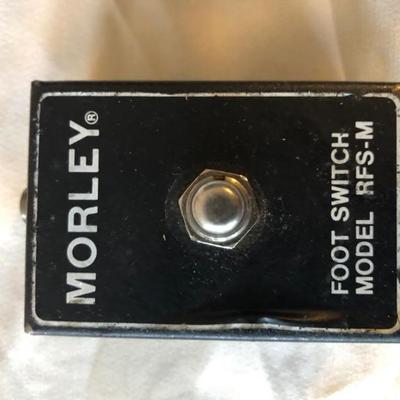 MORLEY®
FOOT SWITCH
MODEL RFS-M